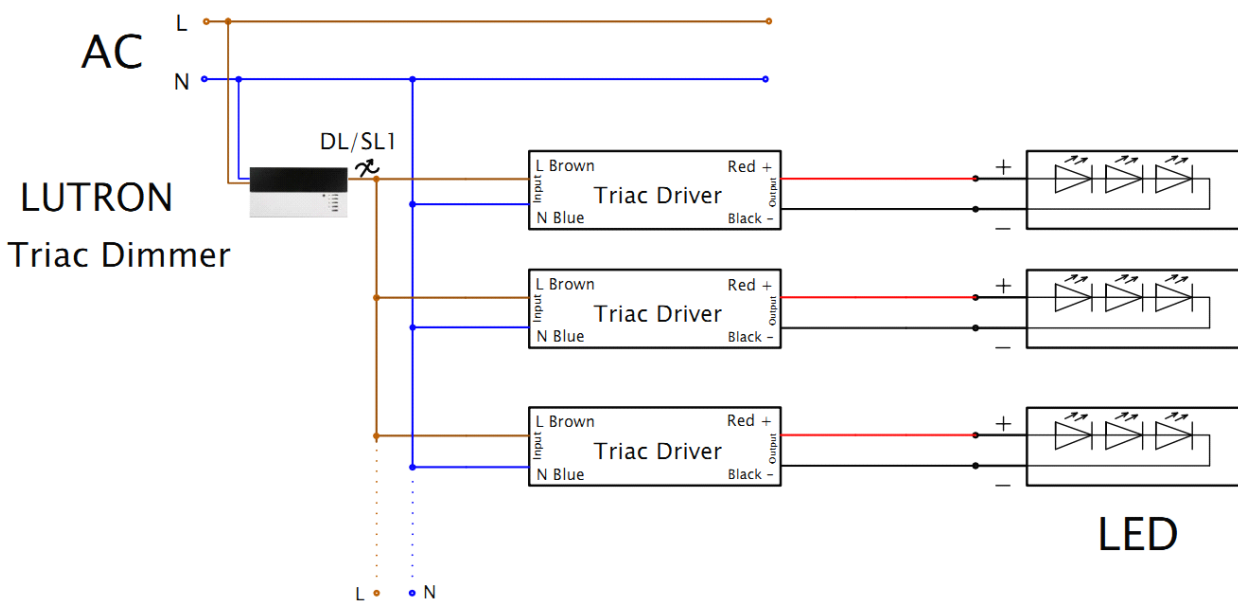 L
AC
N
DL/SL1
LUTRON
Triac Dimmer
L Brown
Red +
Input
Triac Driver
Output
N Blue
Black -
+
–
L Brown
Red +
Input
Triac Driver
Output
N Blue
Black -
+
–
L Brown
Red +
Input
Triac Driver
Output
N Blue
Black -
+
–
LED
L
N